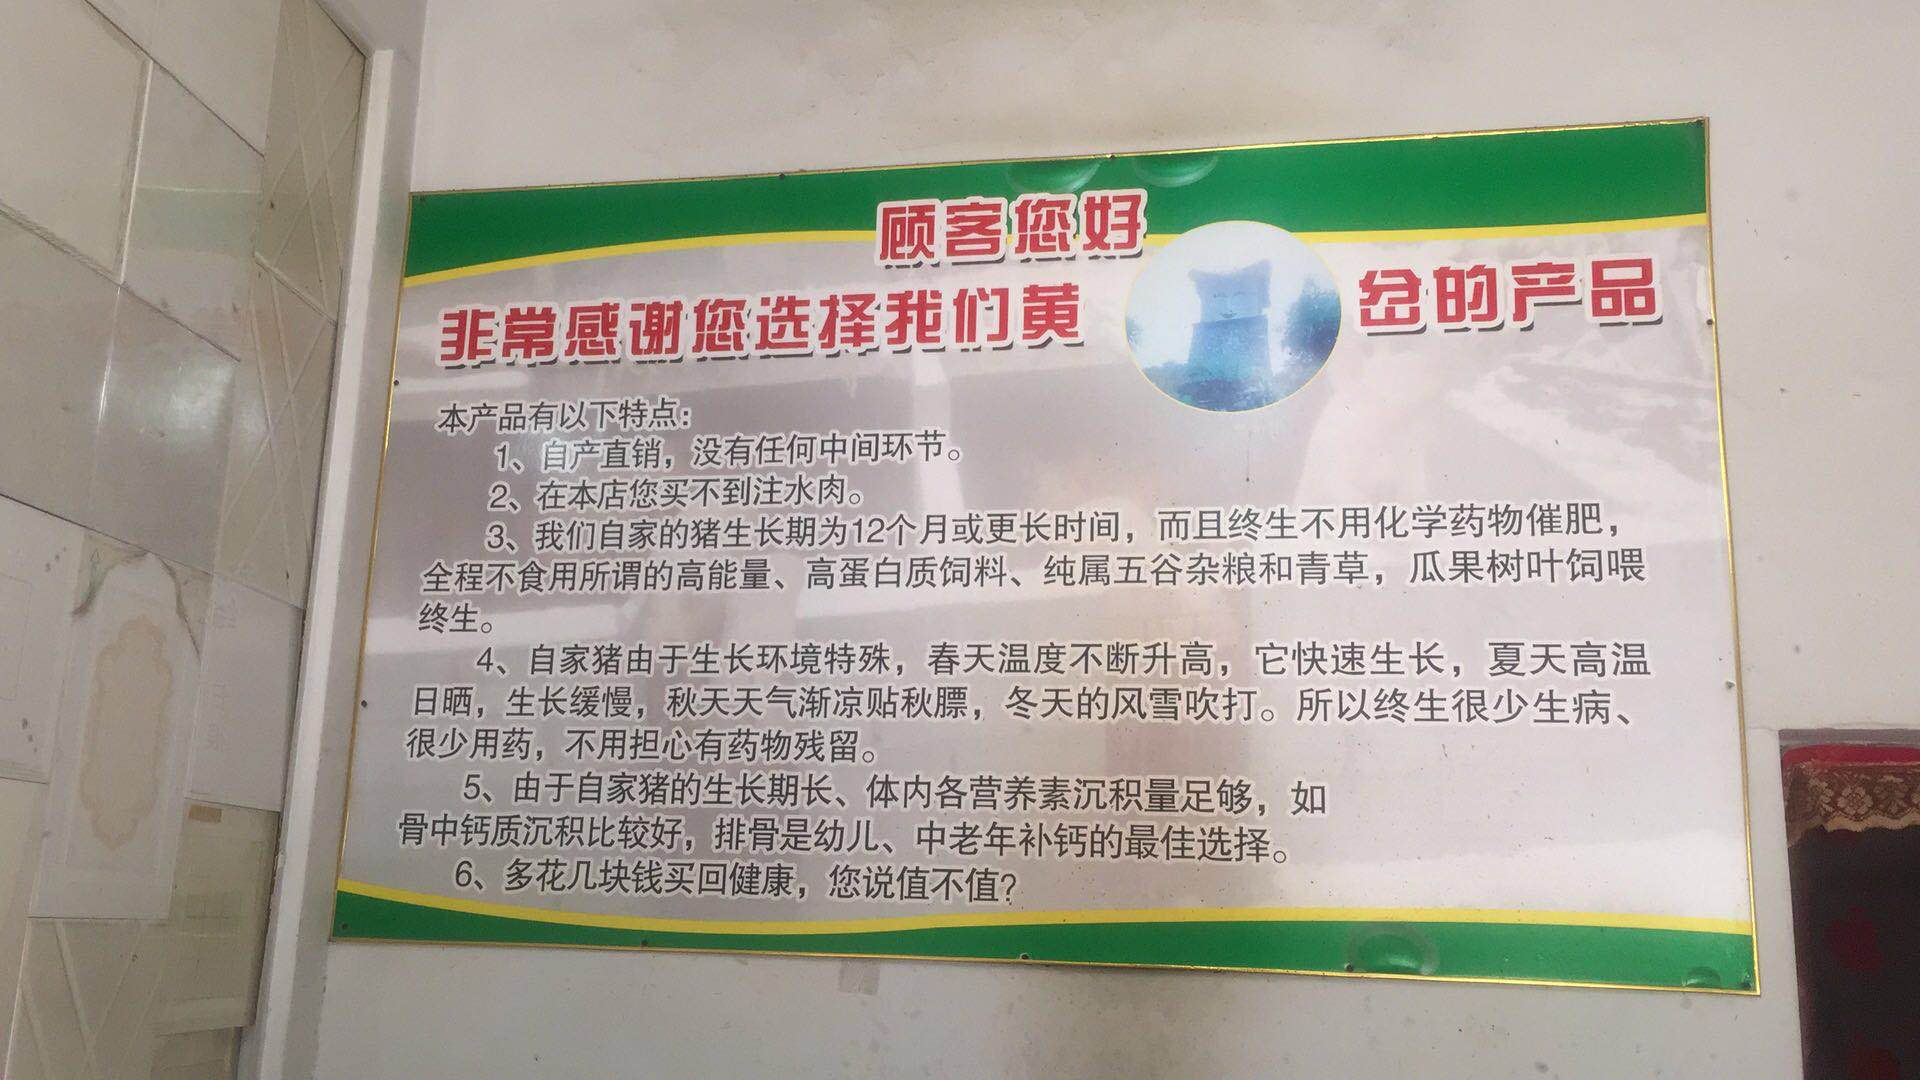 顾客您好
非常感谢您选择我们黄岔的产品
本产品有以下特点：
1、自产直销，没有任何中间环节。
2、在本店您买不到注水肉。
3、我们自家的猪生长期为12个月或更长时间，而且终生不用化学药物催肥，
全程不食用所谓的高能量、高蛋白质饲料、纯属五谷杂粮和青草，瓜果树叶饲喂
终生。
4、自家猪由于生长环境特殊，春天温度不断升高，它快速生长，夏天高温
日晒，生长缓慢，秋天天气渐凉贴秋膘，冬天的风雪吹打。所以终生很少生病、
很少用药，不用担心有药物残留。
5、由于自家猪的生长期长、体内各营养素沉积量足够，如
骨中钙质沉积比较好，排骨是幼儿、中老年补钙的最佳选择。
6、多花几块钱买回健康，您说值不值？